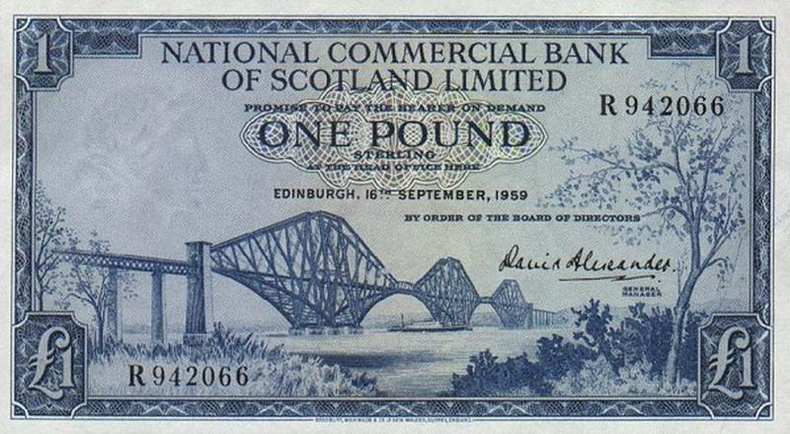 1
NATIONAL COMMERCIAL BANK
OF SCOTLAND LIMITED
1
PROMISE TO PAY THE BEARER ON DEMAND
R 942066
ONE POUND
STERLING
AT THE HEAD OFFICE HERE
EDINBURGH, 16TH SEPTEMBER, 1959
BY ORDER OF THE BOARD OF DIRECTORS
David Alexander
GENERAL
MANAGER
£1
R 942066
£1